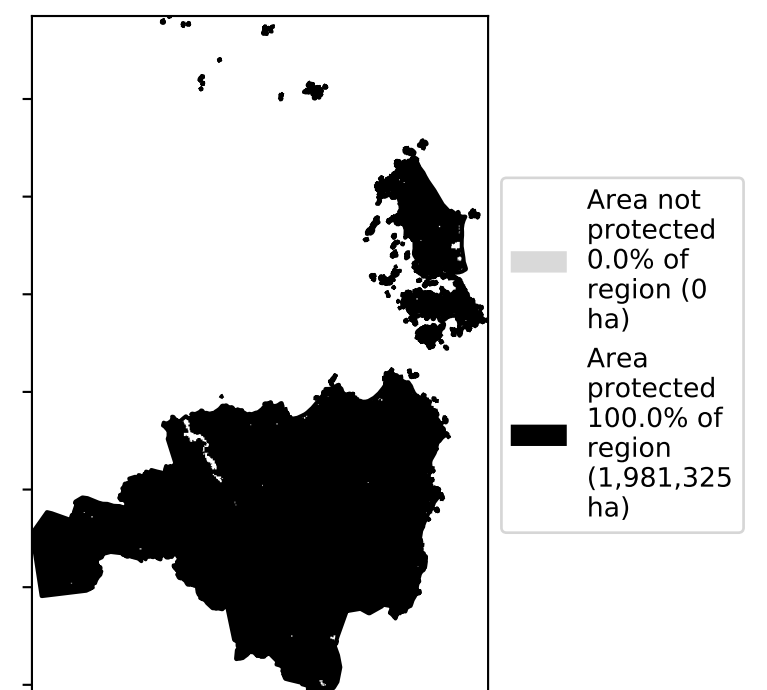 Area not
protected
0.0% of
region (0
ha)
Area
protected
100.0% of
region
(1,981,325
ha)